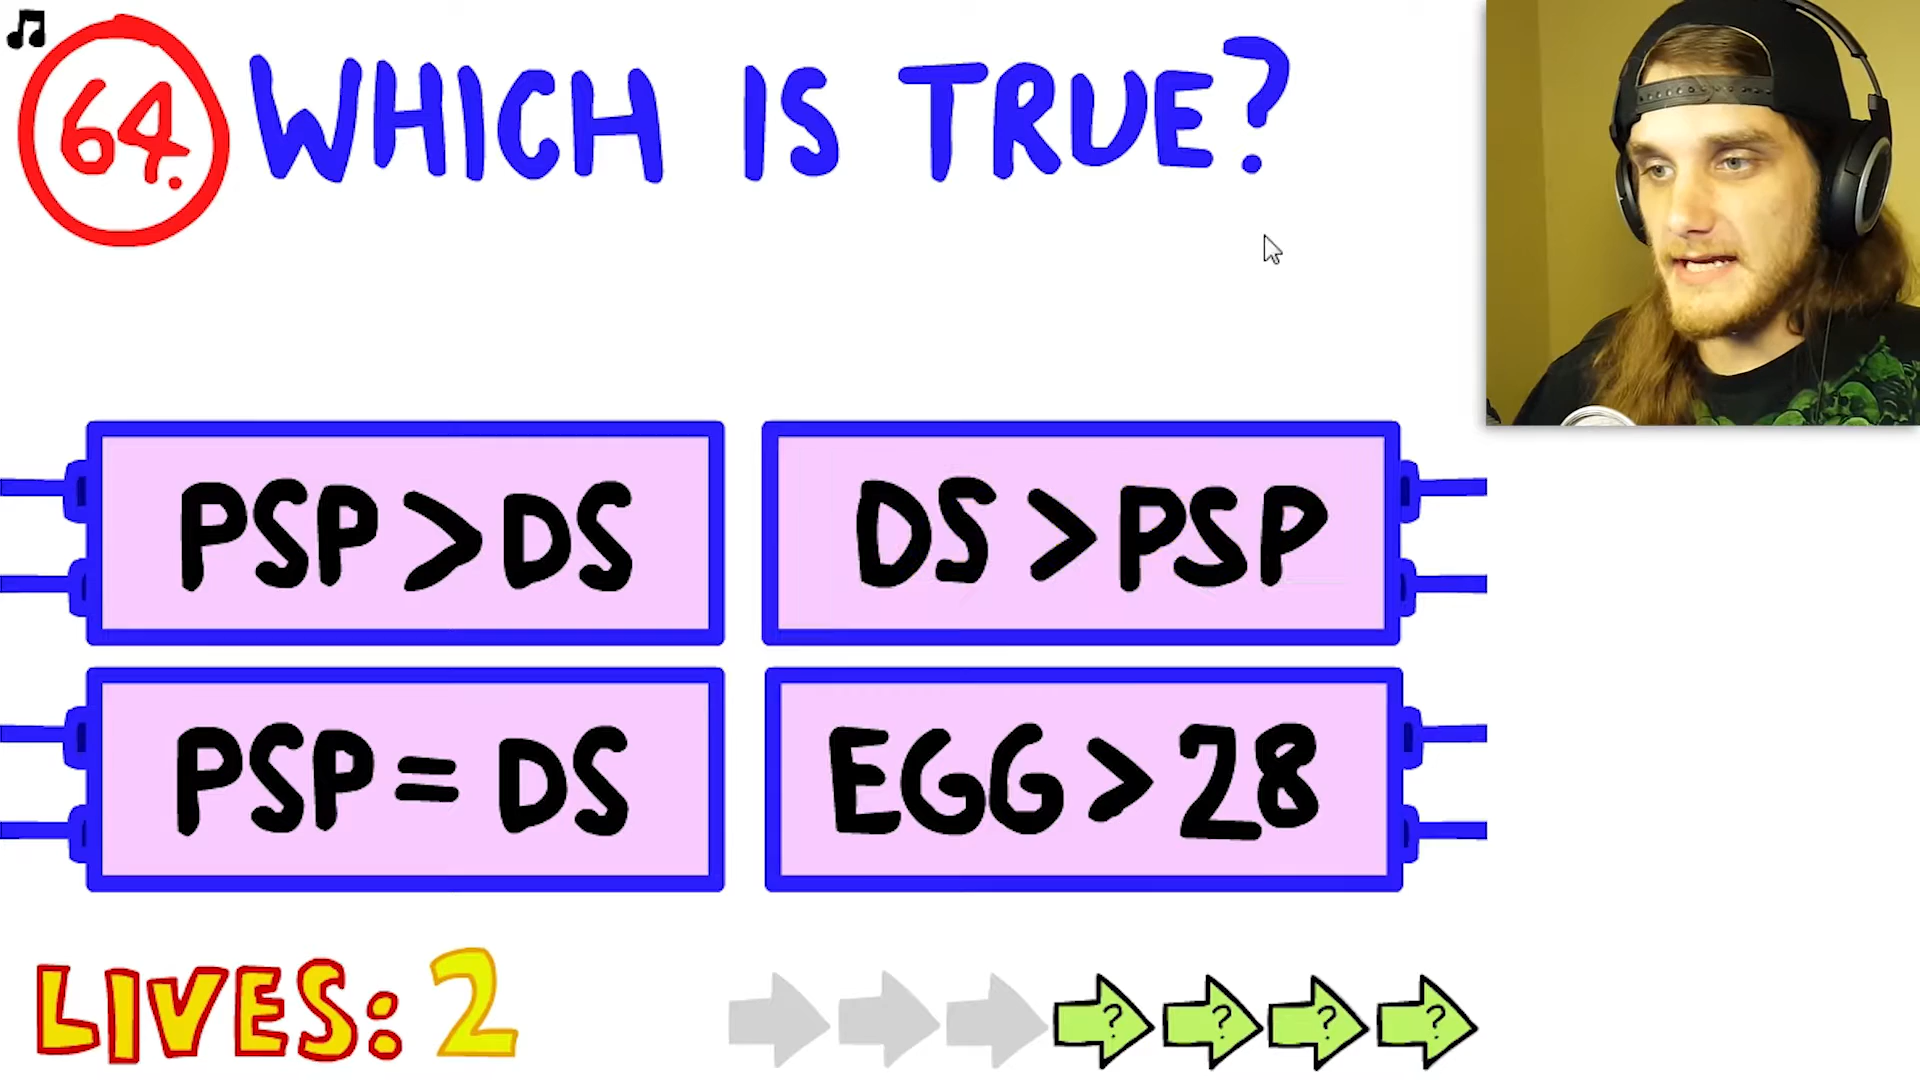 64. WHICH IS TRUE?
PSP > DS
DS > PSP
PSP = DS
EGG > 28
LIVES: 2
? ? ? ?